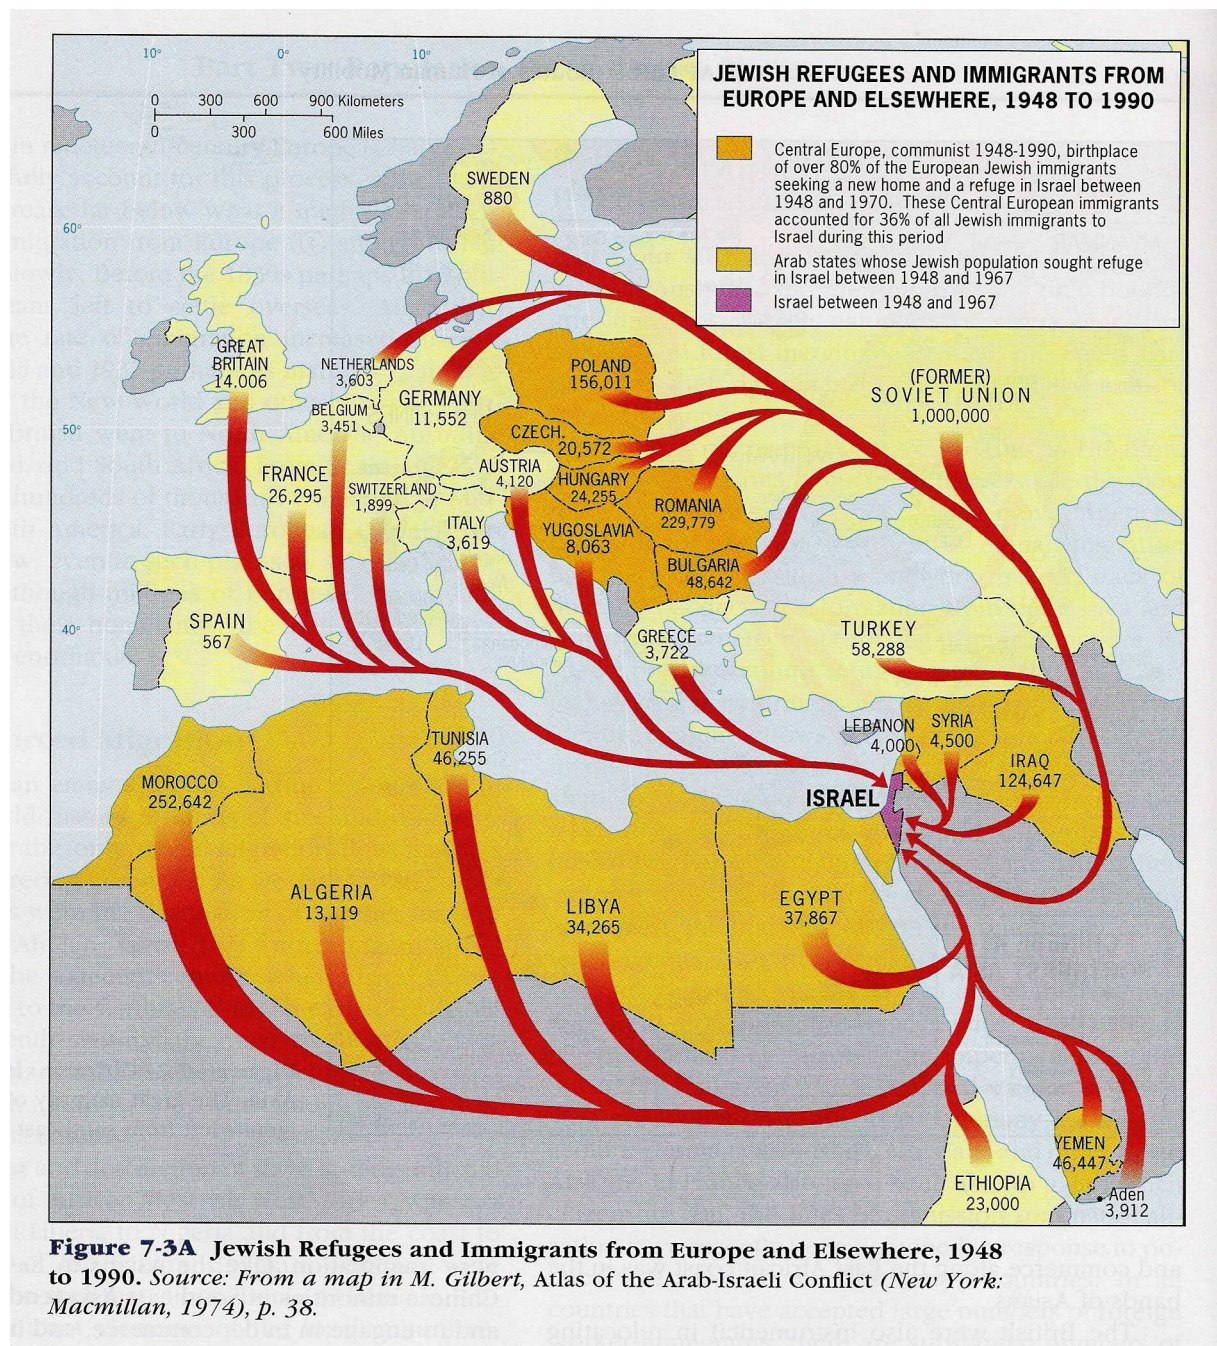 10°
0°
10°
0 300 600 900 Kilometers
0 300 600 Miles
JEWISH REFUGEES AND IMMIGRANTS FROM
EUROPE AND ELSEWHERE, 1948 TO 1990
Central Europe, communist 1948-1990, birthplace
of over 80% of the European Jewish immigrants
seeking a new home and a refuge in Israel between
1948 and 1970. These Central European immigrants
accounted for 36% of all Jewish immigrants to
Israel during this period
Arab states whose Jewish population sought refuge
in Israel between 1948 and 1967
Israel between 1948 and 1967
SWEDEN
880
60°
GREAT
BRITAIN
14.006
NETHERLANDS
3,603
BELGIUM
3,451
GERMANY
11,552
POLAND
156,011
(FORMER)
SOVIET UNION
1,000,000
50°
CZECH.
20,572
FRANCE
26,295
SWITZERLAND
1,899
AUSTRIA
4,120
HUNGARY
24,255
ROMANIA
229,779
ITALY
3,619
YUGOSLAVIA
8,063
BULGARIA
48,642
40°
SPAIN
567
GREECE
3,722
TURKEY
58,288
LEBANON
4,000
SYRIA
4,500
IRAQ
124,647
TUNISIA
46,255
MOROCCO
252,642
ISRAEL
ALGERIA
13,119
LIBYA
34,265
EGYPT
37,867
YEMEN
46,447
ETHIOPIA
23,000
Aden
3,912
Figure 7-3A Jewish Refugees and Immigrants from Europe and Elsewhere, 1948
to 1990. Source: From a map in M. Gilbert, Atlas of the Arab-Israeli Conflict (New York:
Macmillan, 1974), p. 38.